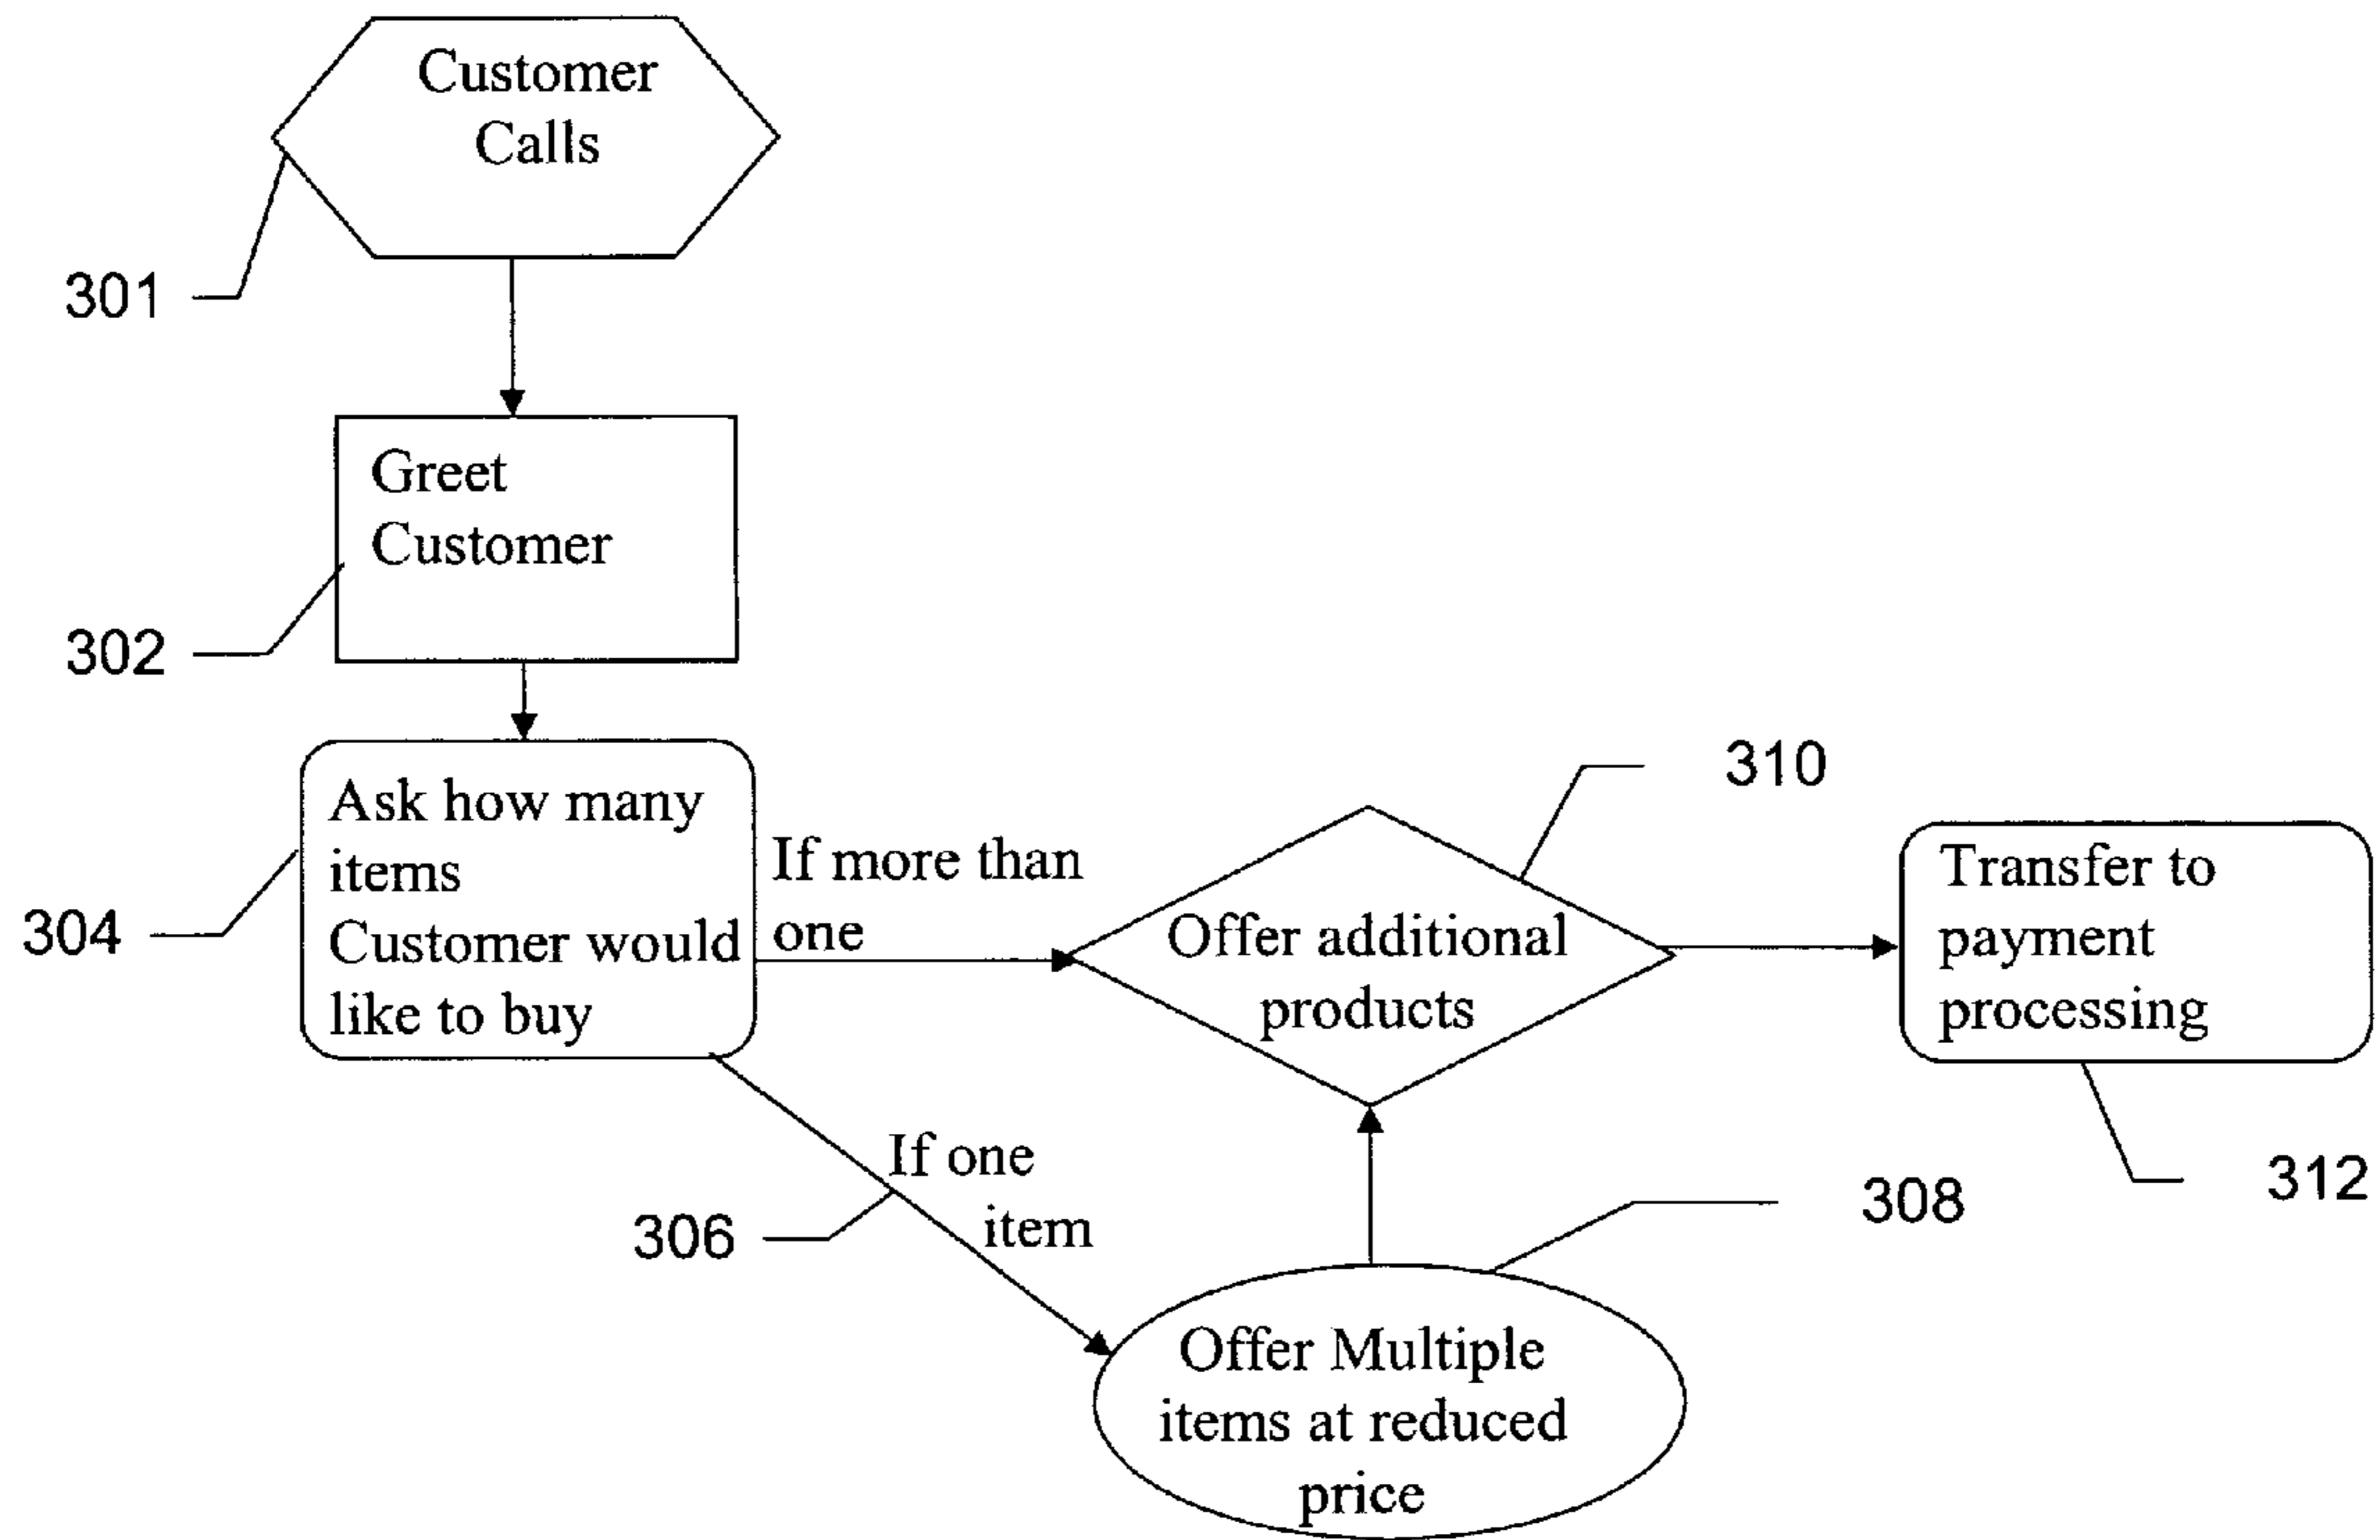 Customer
Calls
301
Greet
Customer
302
Ask how many
items
Customer would
like to buy
304
If more than
one
310
Offer additional
products
Transfer to
payment
processing
312
If one
item
306
308
Offer Multiple
items at reduced
price